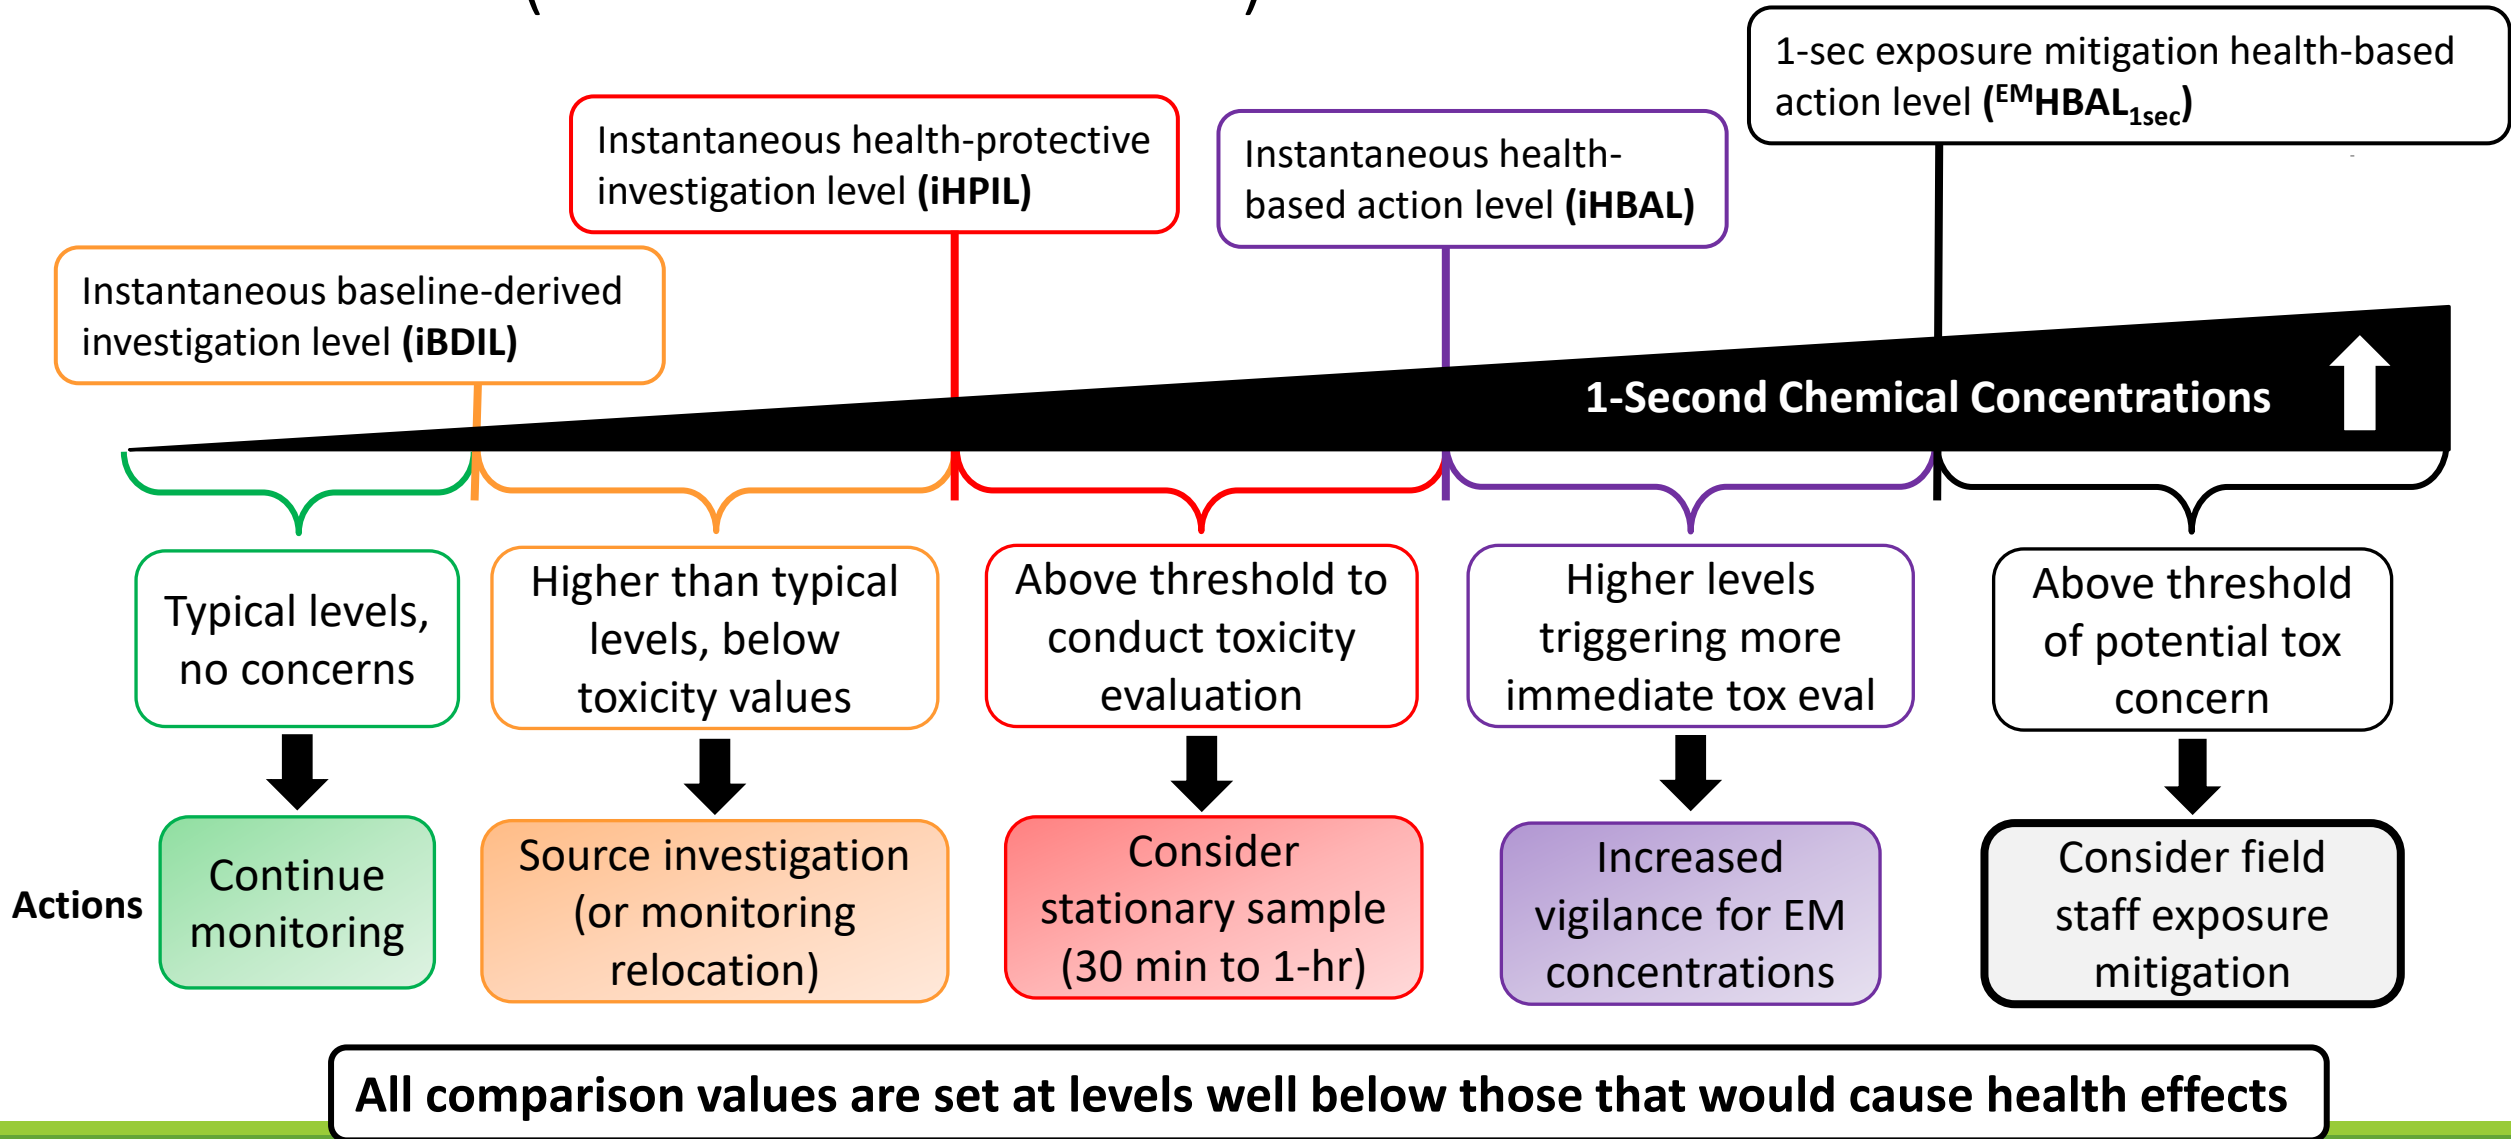 ( )
1-sec exposure mitigation health-based
action level (ᴱᴹHBAL₁sec)
Instantaneous health-protective
investigation level (iHPIL)
Instantaneous health-
based action level (iHBAL)
Instantaneous baseline-derived
investigation level (iBDIL)
1-Second Chemical Concentrations
Typical levels,
no concerns
Higher than typical
levels, below
toxicity values
Above threshold to
conduct toxicity
evaluation
Higher levels
triggering more
immediate tox eval
Above threshold
of potential tox
concern
Actions
Continue
monitoring
Source investigation
(or monitoring
relocation)
Consider
stationary sample
(30 min to 1-hr)
Increased
vigilance for EM
concentrations
Consider field
staff exposure
mitigation
All comparison values are set at levels well below those that would cause health effects